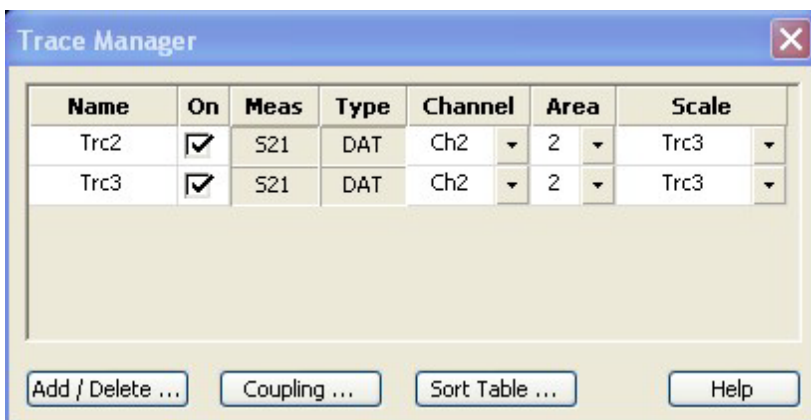 Trace Manager
Name On Meas Type Channel Area Scale
Trc2 S21 DAT Ch2 2 Trc3
Trc3 S21 DAT Ch2 2 Trc3
Add / Delete ... Coupling ... Sort Table ... Help